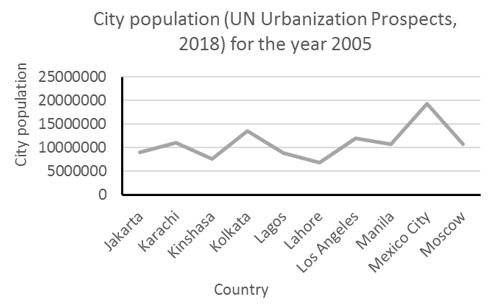 City population (UN Urbanization Prospects,
2018) for the year 2005
City population
25000000
20000000
15000000
10000000
5000000
0
Jakarta
Karachi
Kinshasa
Kolkata
Lagos
Lahore
Los Angeles
Manila
Mexico City
Moscow
Country